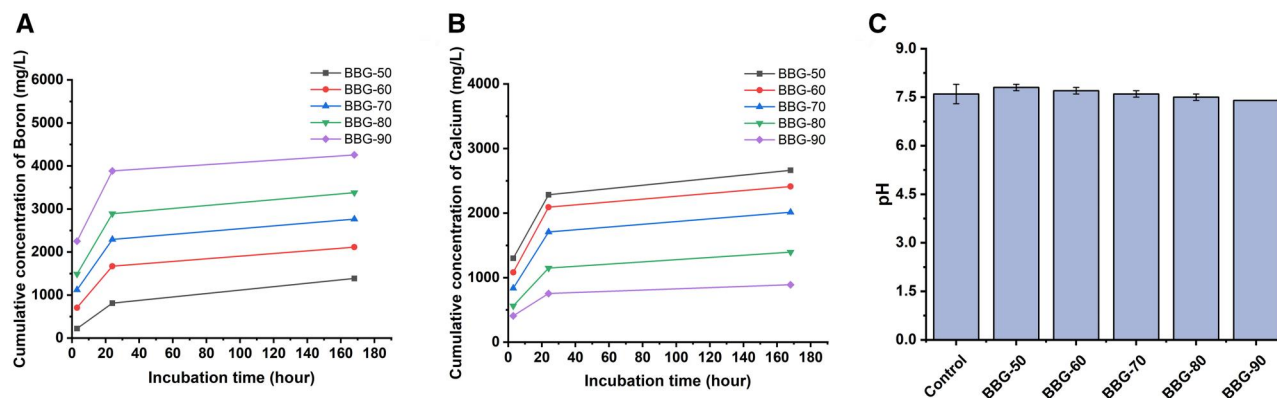 A
Cumulative concentration of Boron (mg/L)
6000
5000
4000
3000
2000
1000
0
0 20 40 60 80 100 120 140 160 180
Incubation time (hour)
BBG-50
BBG-60
BBG-70
BBG-80
BBG-90
B
Cumulative concentration of Calcium (mg/L)
4000
3000
2000
1000
0
0 20 40 60 80 100 120 140 160 180
Incubation time (hour)
BBG-50
BBG-60
BBG-70
BBG-80
BBG-90
C
pH
9.0
7.5
6.0
4.5
3.0
1.5
0.0
Control
BBG-50
BBG-60
BBG-70
BBG-80
BBG-90